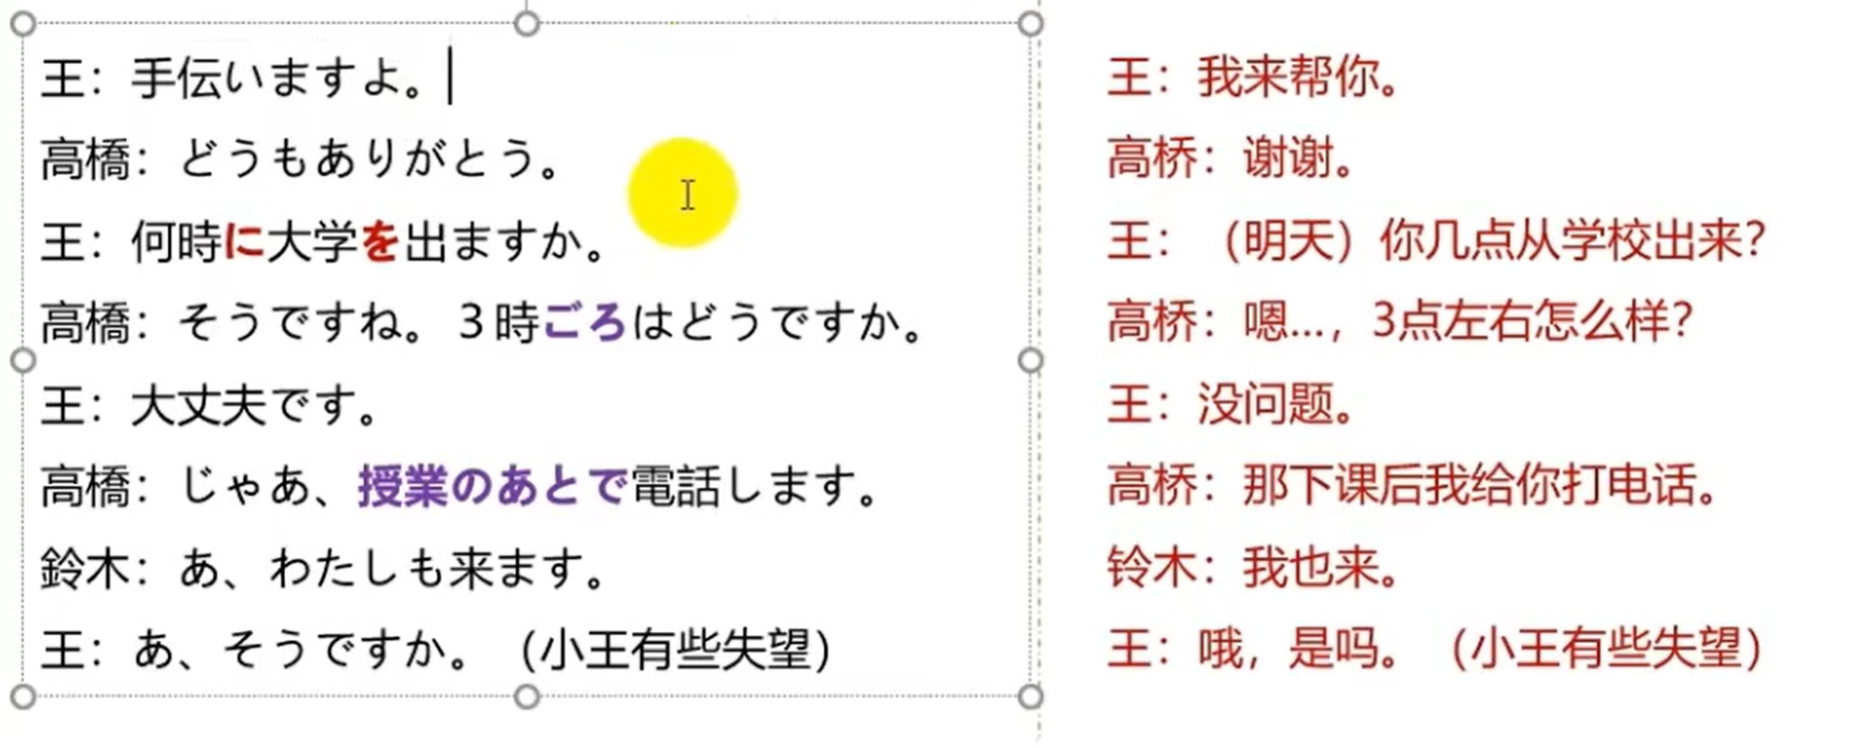 王：手伝いますよ。
高橋：どうもありがとう。
王：何時に大学を出ますか。
高橋：そうですね。３時ごろはどうですか。
王：大丈夫です。
高橋：じゃあ、授業のあとで電話します。
鈴木：あ、わたしも来ます。
王：あ、そうですか。（小王有些失望）
王：我来帮你。
高桥：谢谢。
王：（明天）你几点从学校出来？
高桥：嗯...，3点左右怎么样？
王：没问题。
高桥：那下课后我给你打电话。
铃木：我也来。
王：哦，是吗。（小王有些失望）